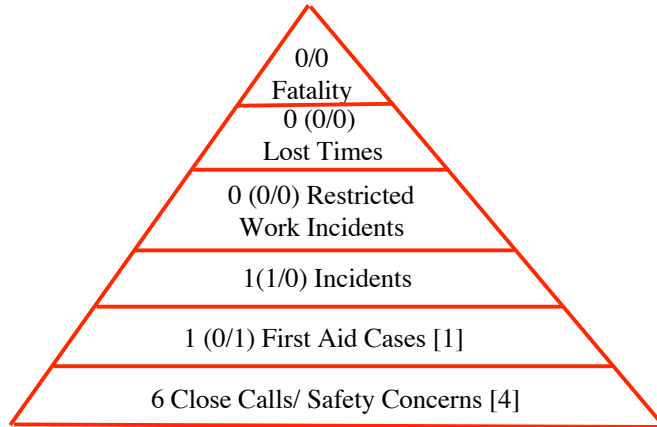 0/0
Fatality
0 (0/0)
Lost Times
0 (0/0) Restricted
Work Incidents
1(1/0) Incidents
1 (0/1) First Aid Cases [1]
6 Close Calls/ Safety Concerns [4]